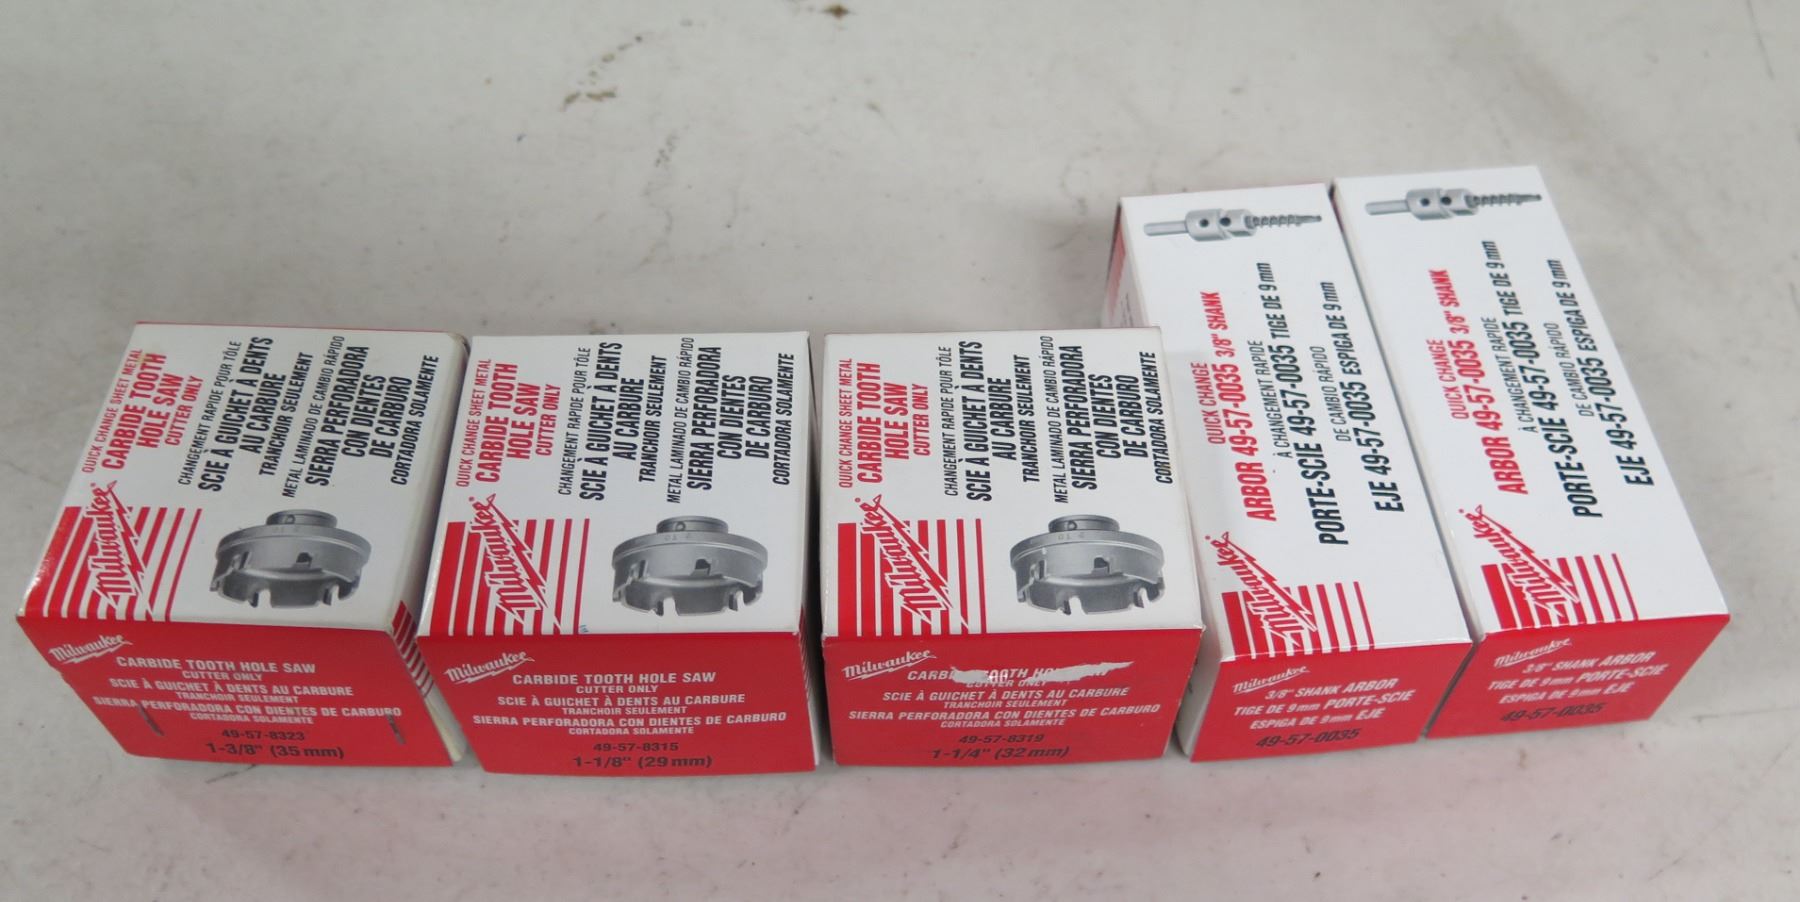 QUICK CHANGE SHEET METAL
CARBIDE TOOTH
HOLE SAW
CUTTER ONLY
CHANGEMENT RAPIDE POUR TÔLE
SCIE À GUICHET À DENTS
AU CARBURE
TRANCHOIR SEULEMENT
METAL LAMINADO DE CAMBIO RÁPIDO
SIERRA PERFORADORA
CON DIENTES
DE CARBURO
CORTADORA SOLAMENTE
Milwaukee®
Milwaukee
CARBIDE TOOTH HOLE SAW
CUTTER ONLY
SCIE À GUICHET À DENTS AU CARBURE
TRANCHOIR SEULEMENT
SIERRA PERFORADORA CON DIENTES DE CARBURO
CORTADORA SOLAMENTE
49-57-8323
1-3/8" (35 mm)
QUICK CHANGE SHEET METAL
CARBIDE TOOTH
HOLE SAW
CUTTER ONLY
CHANGEMENT RAPIDE POUR TÔLE
SCIE À GUICHET À DENTS
AU CARBURE
TRANCHOIR SEULEMENT
METAL LAMINADO DE CAMBIO RÁPIDO
SIERRA PERFORADORA
CON DIENTES
DE CARBURO
CORTADORA SOLAMENTE
Milwaukee®
Milwaukee
CARBIDE TOOTH HOLE SAW
CUTTER ONLY
SCIE À GUICHET À DENTS AU CARBURE
TRANCHOIR SEULEMENT
SIERRA PERFORADORA CON DIENTES DE CARBURO
CORTADORA SOLAMENTE
49-57-8315
1-1/8" (29 mm)
QUICK CHANGE SHEET METAL
CARBIDE TOOTH
HOLE SAW
CUTTER ONLY
CHANGEMENT RAPIDE POUR TÔLE
SCIE À GUICHET À DENTS
AU CARBURE
TRANCHOIR SEULEMENT
METAL LAMINADO DE CAMBIO RÁPIDO
SIERRA PERFORADORA
CON DIENTES
DE CARBURO
CORTADORA SOLAMENTE
Milwaukee®
Milwaukee
CUTTER ONLY
SCIE À GUICHET À DENTS AU CARBURE
TRANCHOIR SEULEMENT
SIERRA PERFORADORA CON DIENTES DE CARBURO
CORTADORA SOLAMENTE
49-57-8319
1-1/4" (32 mm)
QUICK CHANGE
ARBOR 49-57-0035 3/8" SHANK
À CHANGEMENT RAPIDE
PORTE-SCIE 49-57-0035 TIGE DE 9 mm
DE CAMBIO RÁPIDO
EJE 49-57-0035 ESPIGA DE 9 mm
Milwaukee®
Milwaukee
3/8" SHANK ARBOR
TIGE DE 9 mm PORTE-SCIE
ESPIGA DE 9 mm EJE
49-57-0035
QUICK CHANGE
ARBOR 49-57-0035 3/8" SHANK
À CHANGEMENT RAPIDE
PORTE-SCIE 49-57-0035 TIGE DE 9 mm
DE CAMBIO RÁPIDO
EJE 49-57-0035 ESPIGA DE 9 mm
Milwaukee®
Milwaukee
3/8" SHANK ARBOR
TIGE DE 9 mm PORTE-SCIE
ESPIGA DE 9 mm EJE
49-57-0035